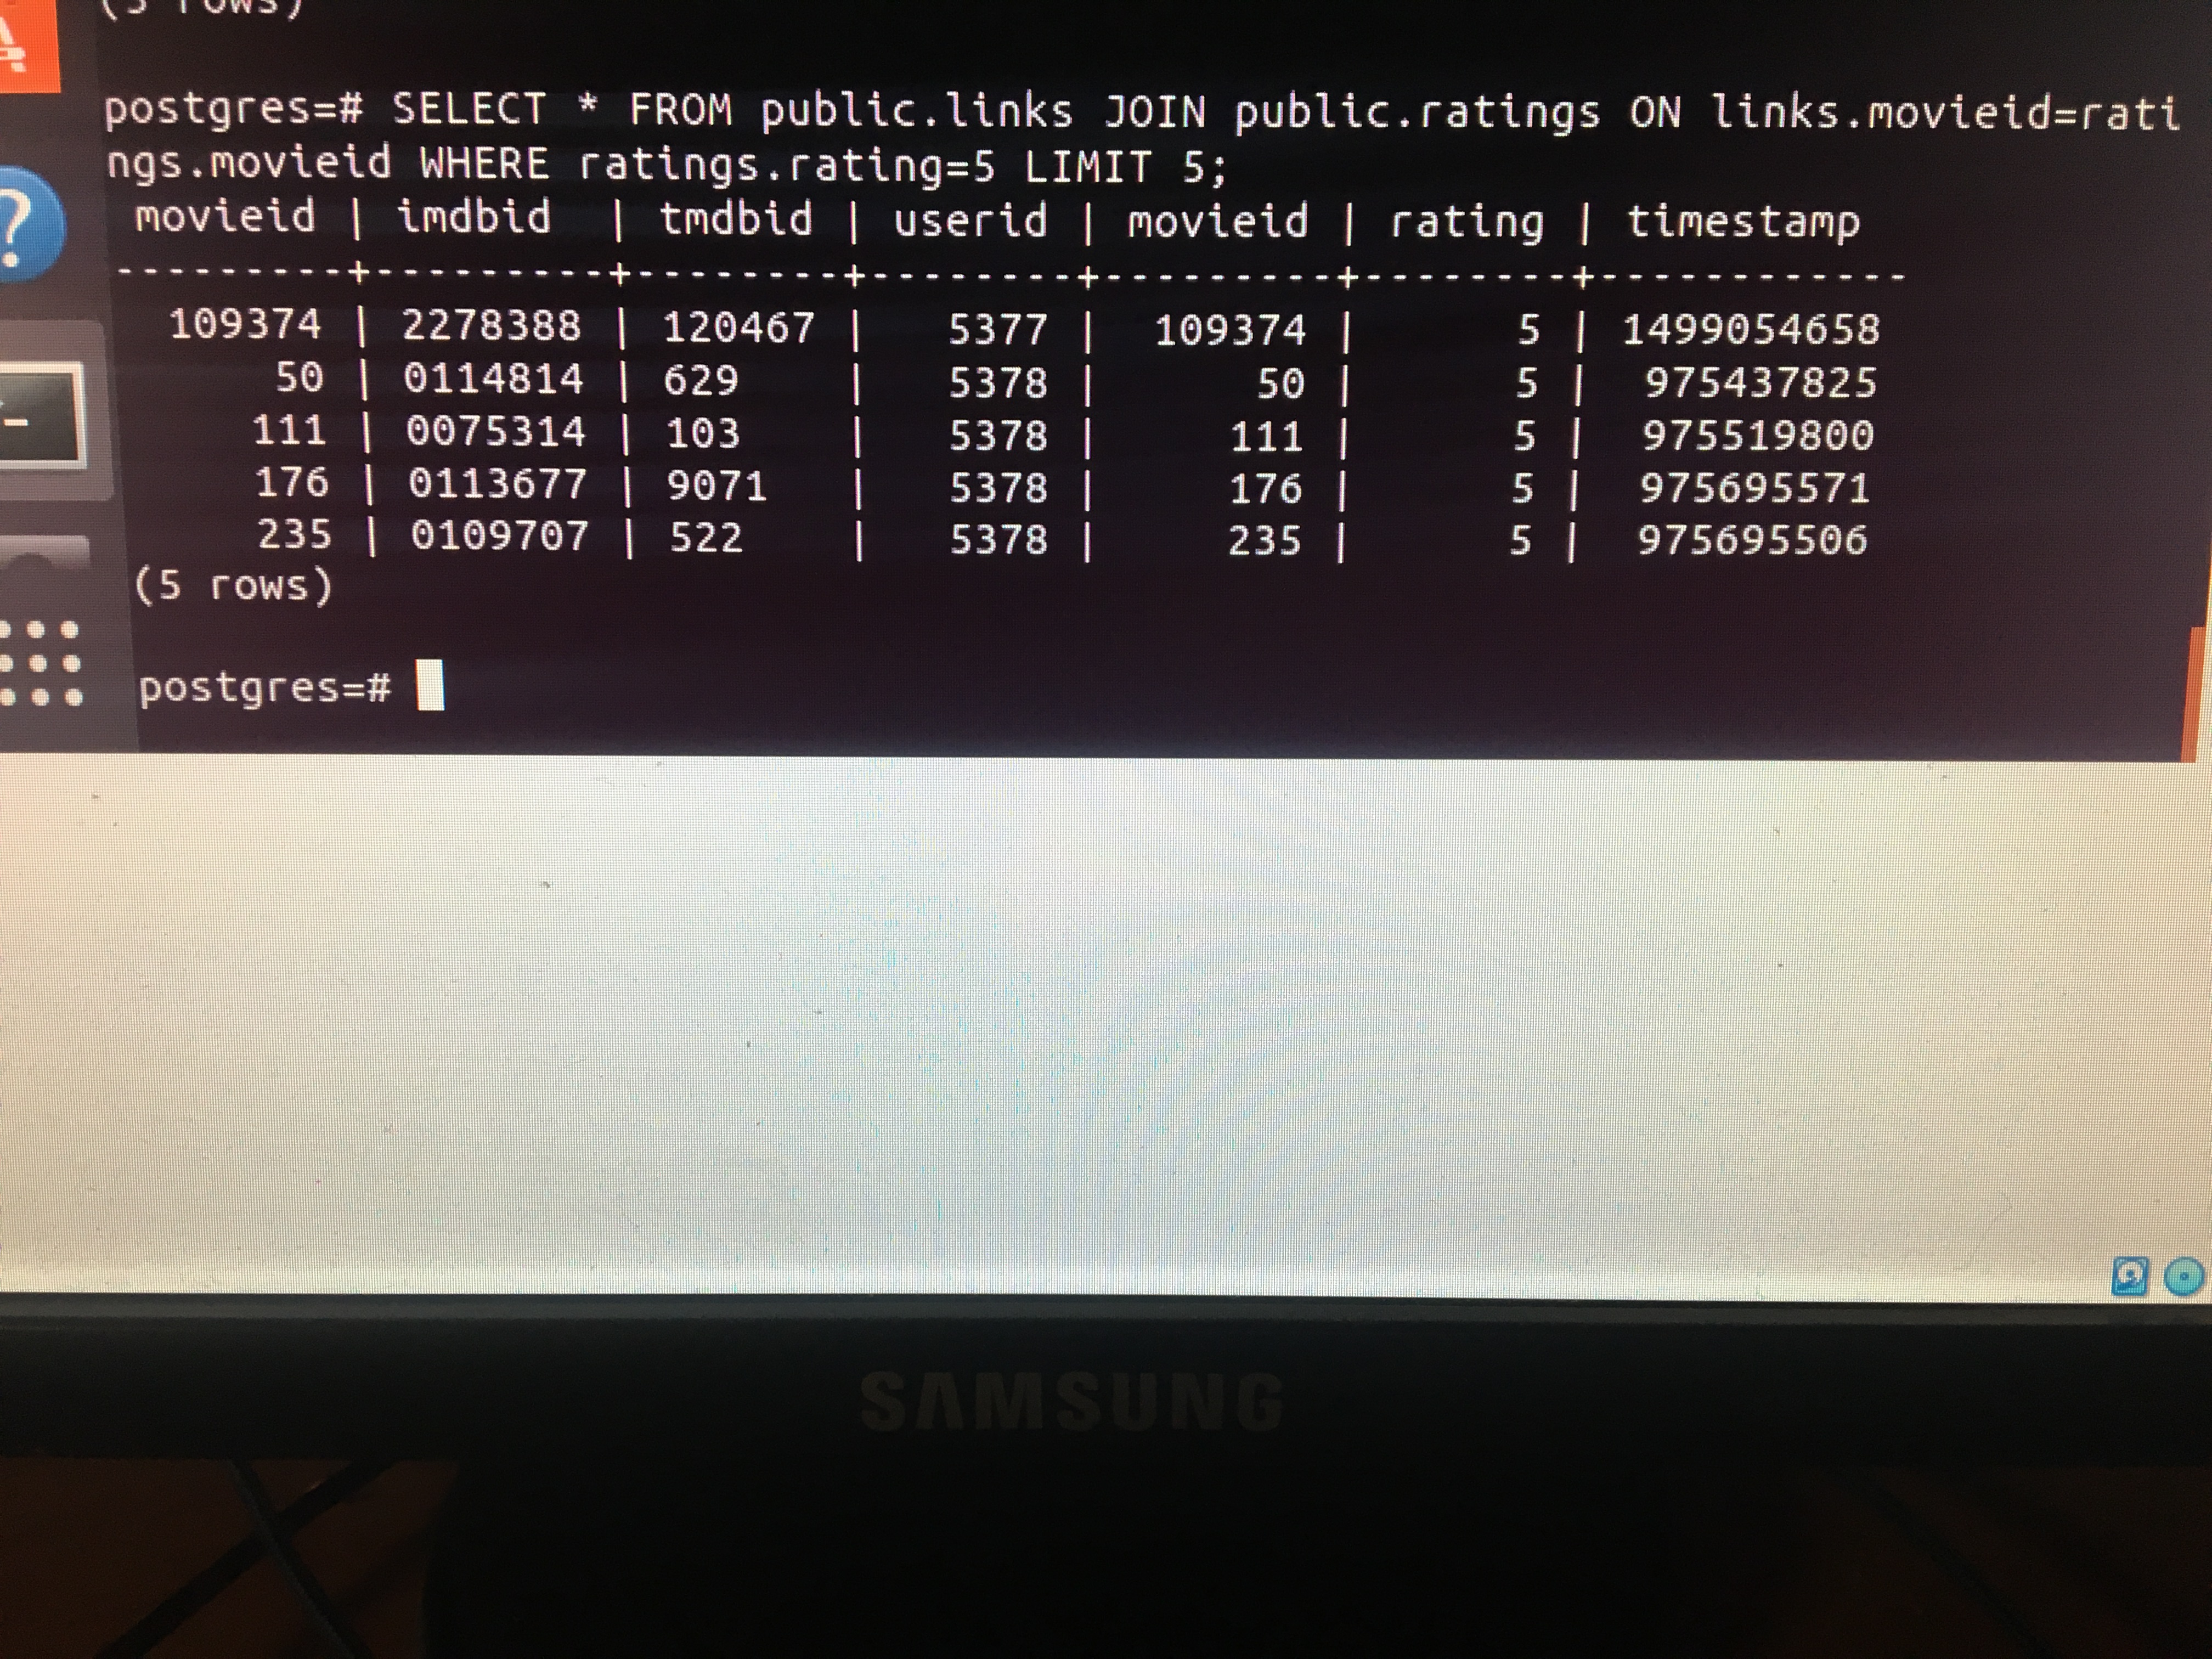 (5 rows)
postgres=# SELECT * FROM public.links JOIN public.ratings ON links.movieid=rati
ngs.movieid WHERE ratings.rating=5 LIMIT 5;
movieid | imdbid | tmdbid | userid | movieid | rating | timestamp
---------+---------+--------+--------+---------+--------+------------
109374 | 2278388 | 120467 | 5377 | 109374 | 5 | 1499054658
50 | 0114814 | 629 | 5378 | 50 | 5 | 975437825
111 | 0075314 | 103 | 5378 | 111 | 5 | 975519800
176 | 0113677 | 9071 | 5378 | 176 | 5 | 975695571
235 | 0109707 | 522 | 5378 | 235 | 5 | 975695506
(5 rows)
postgres=#
SAMSUNG